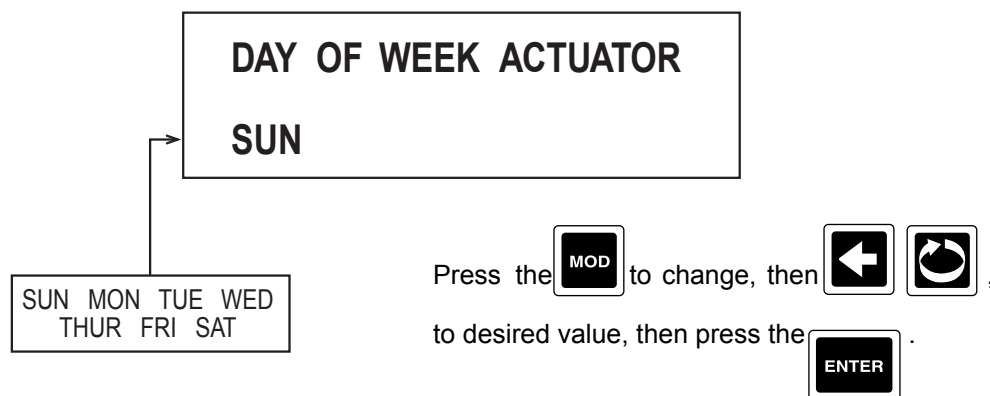 DAY OF WEEK ACTUATOR
SUN
SUN MON TUE WED
THUR FRI SAT
Press the MOD to change, then ,
to desired value, then press the ENTER .